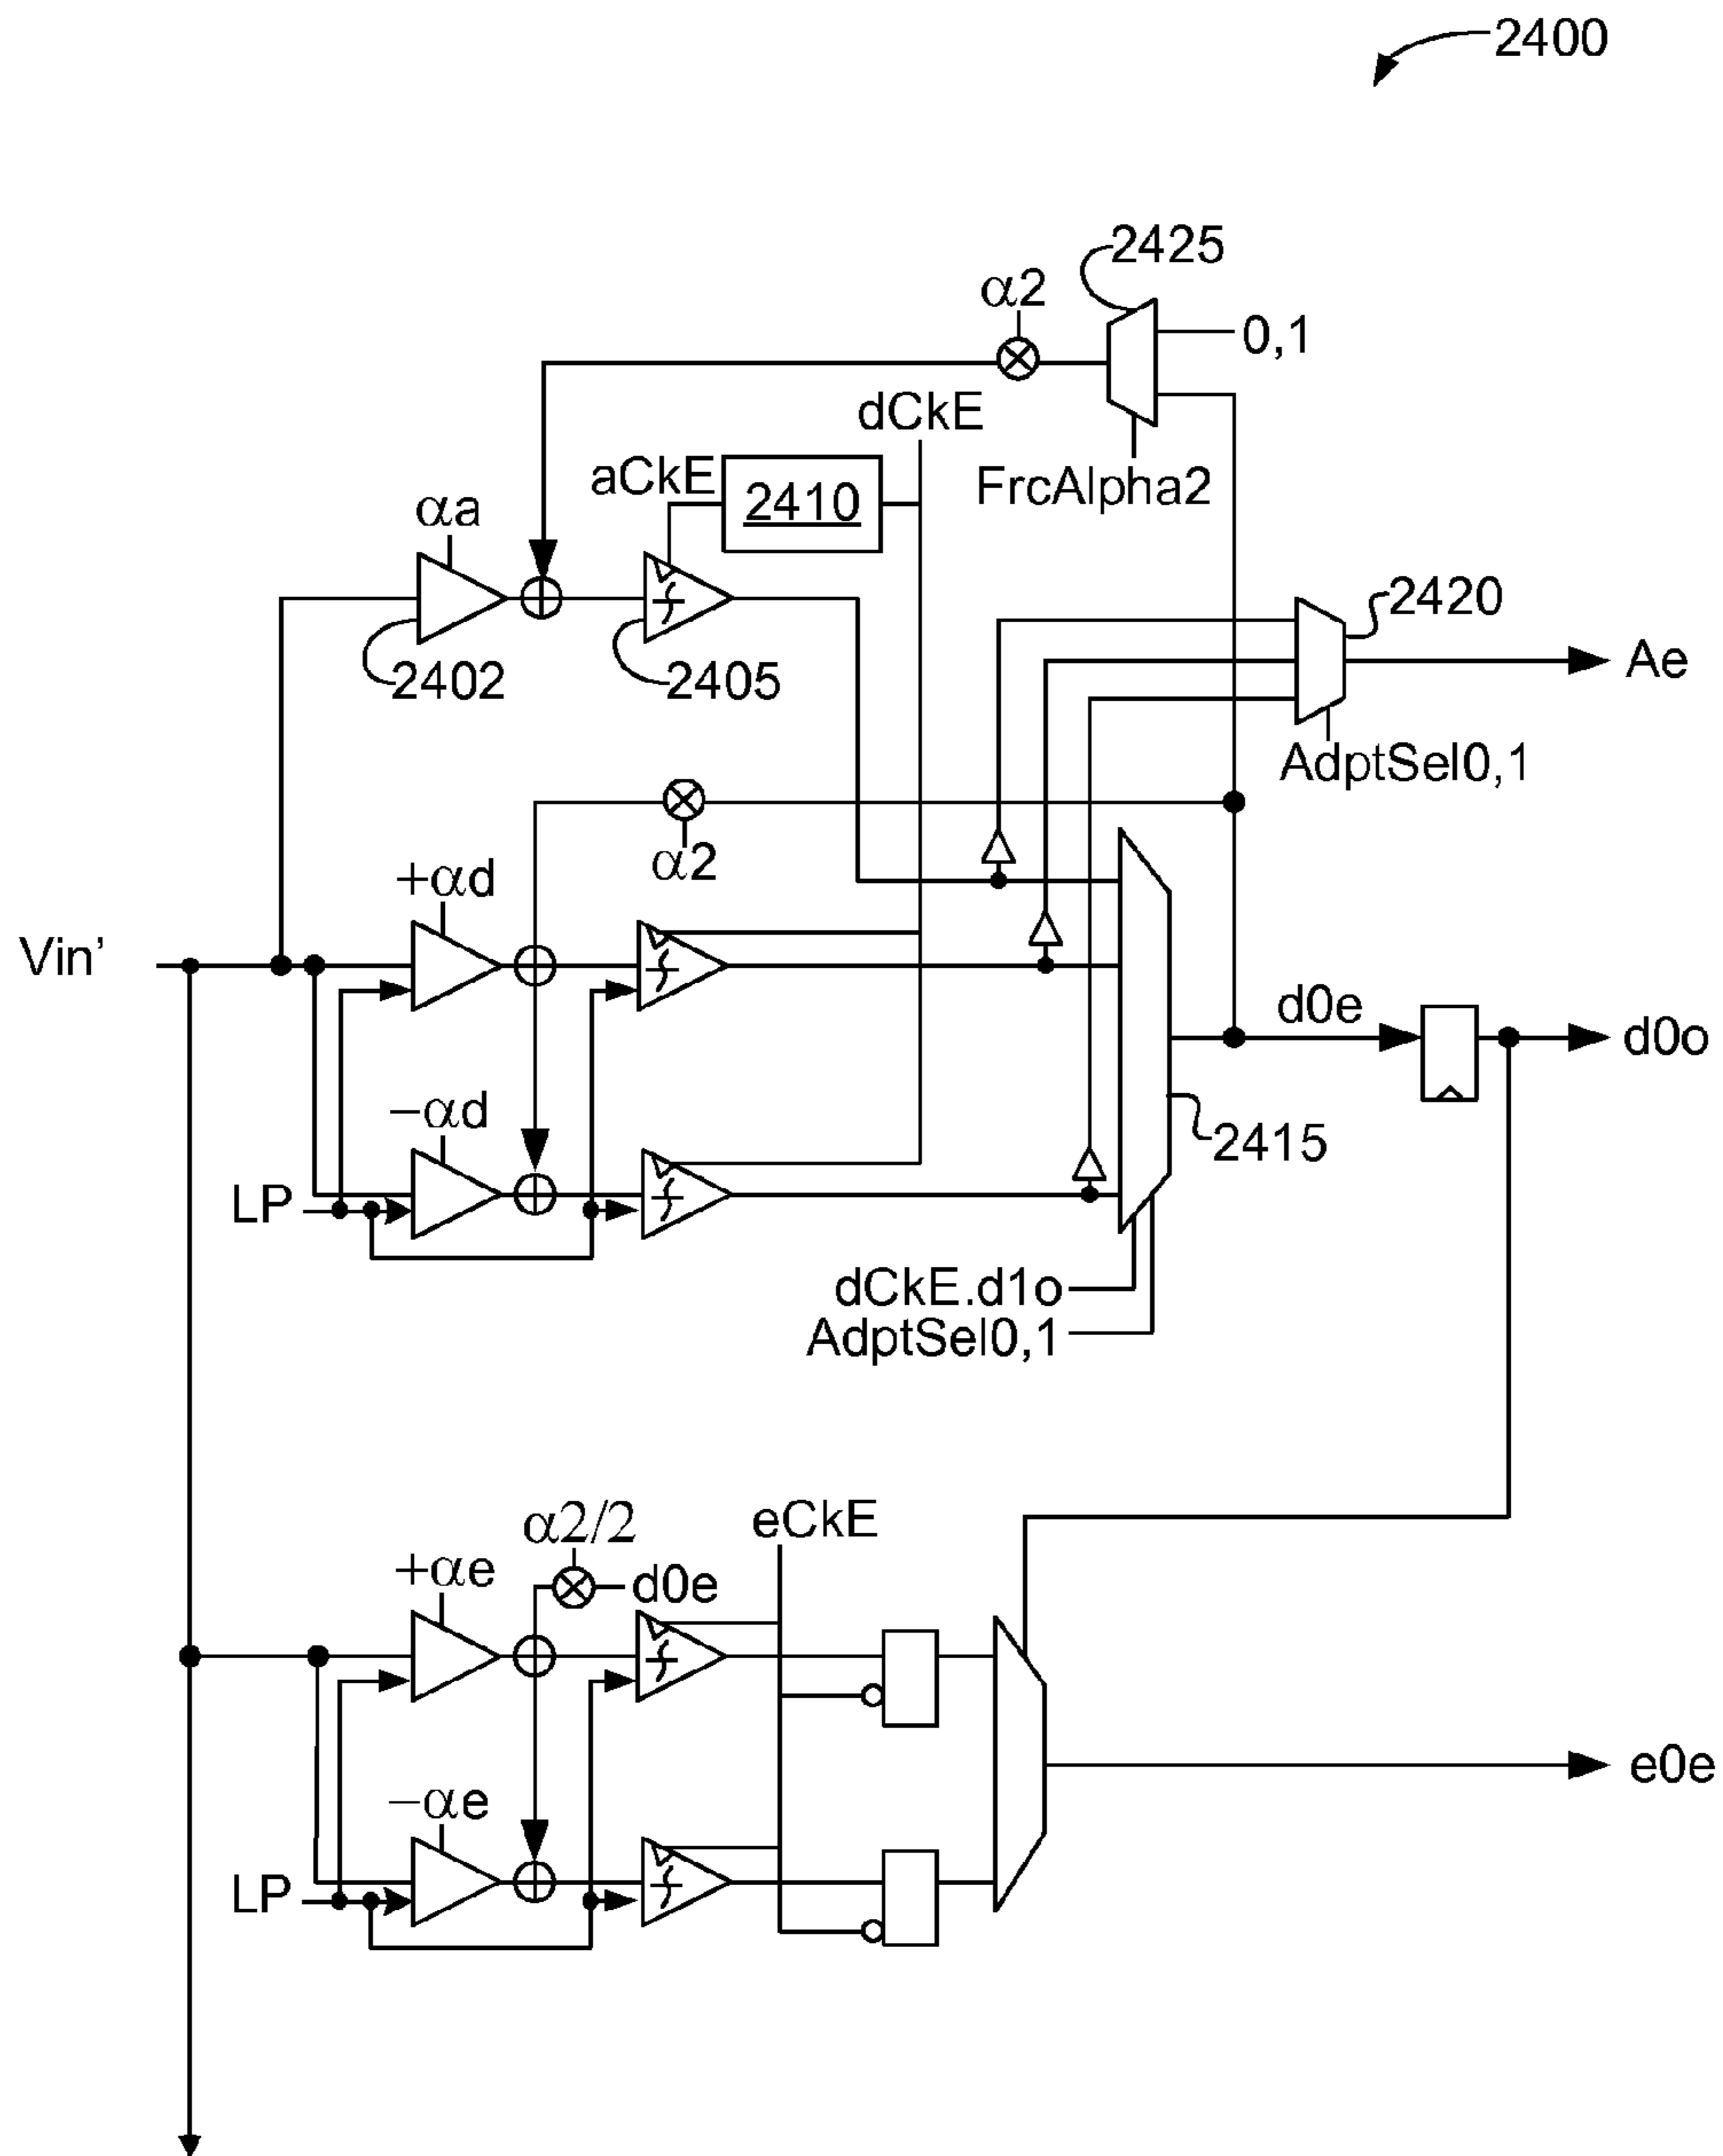 2400
2425
α2
0,1
dCkE
aCkE
2410
FrcAlpha2
αa
2402
2405
2420
Ae
AdptSel0,1
α2
+αd
Vin’
d0e
d0o
−αd
2415
LP
dCkE.d1o
AdptSel0,1
α2/2
eCkE
+αe
d0e
e0e
−αe
LP